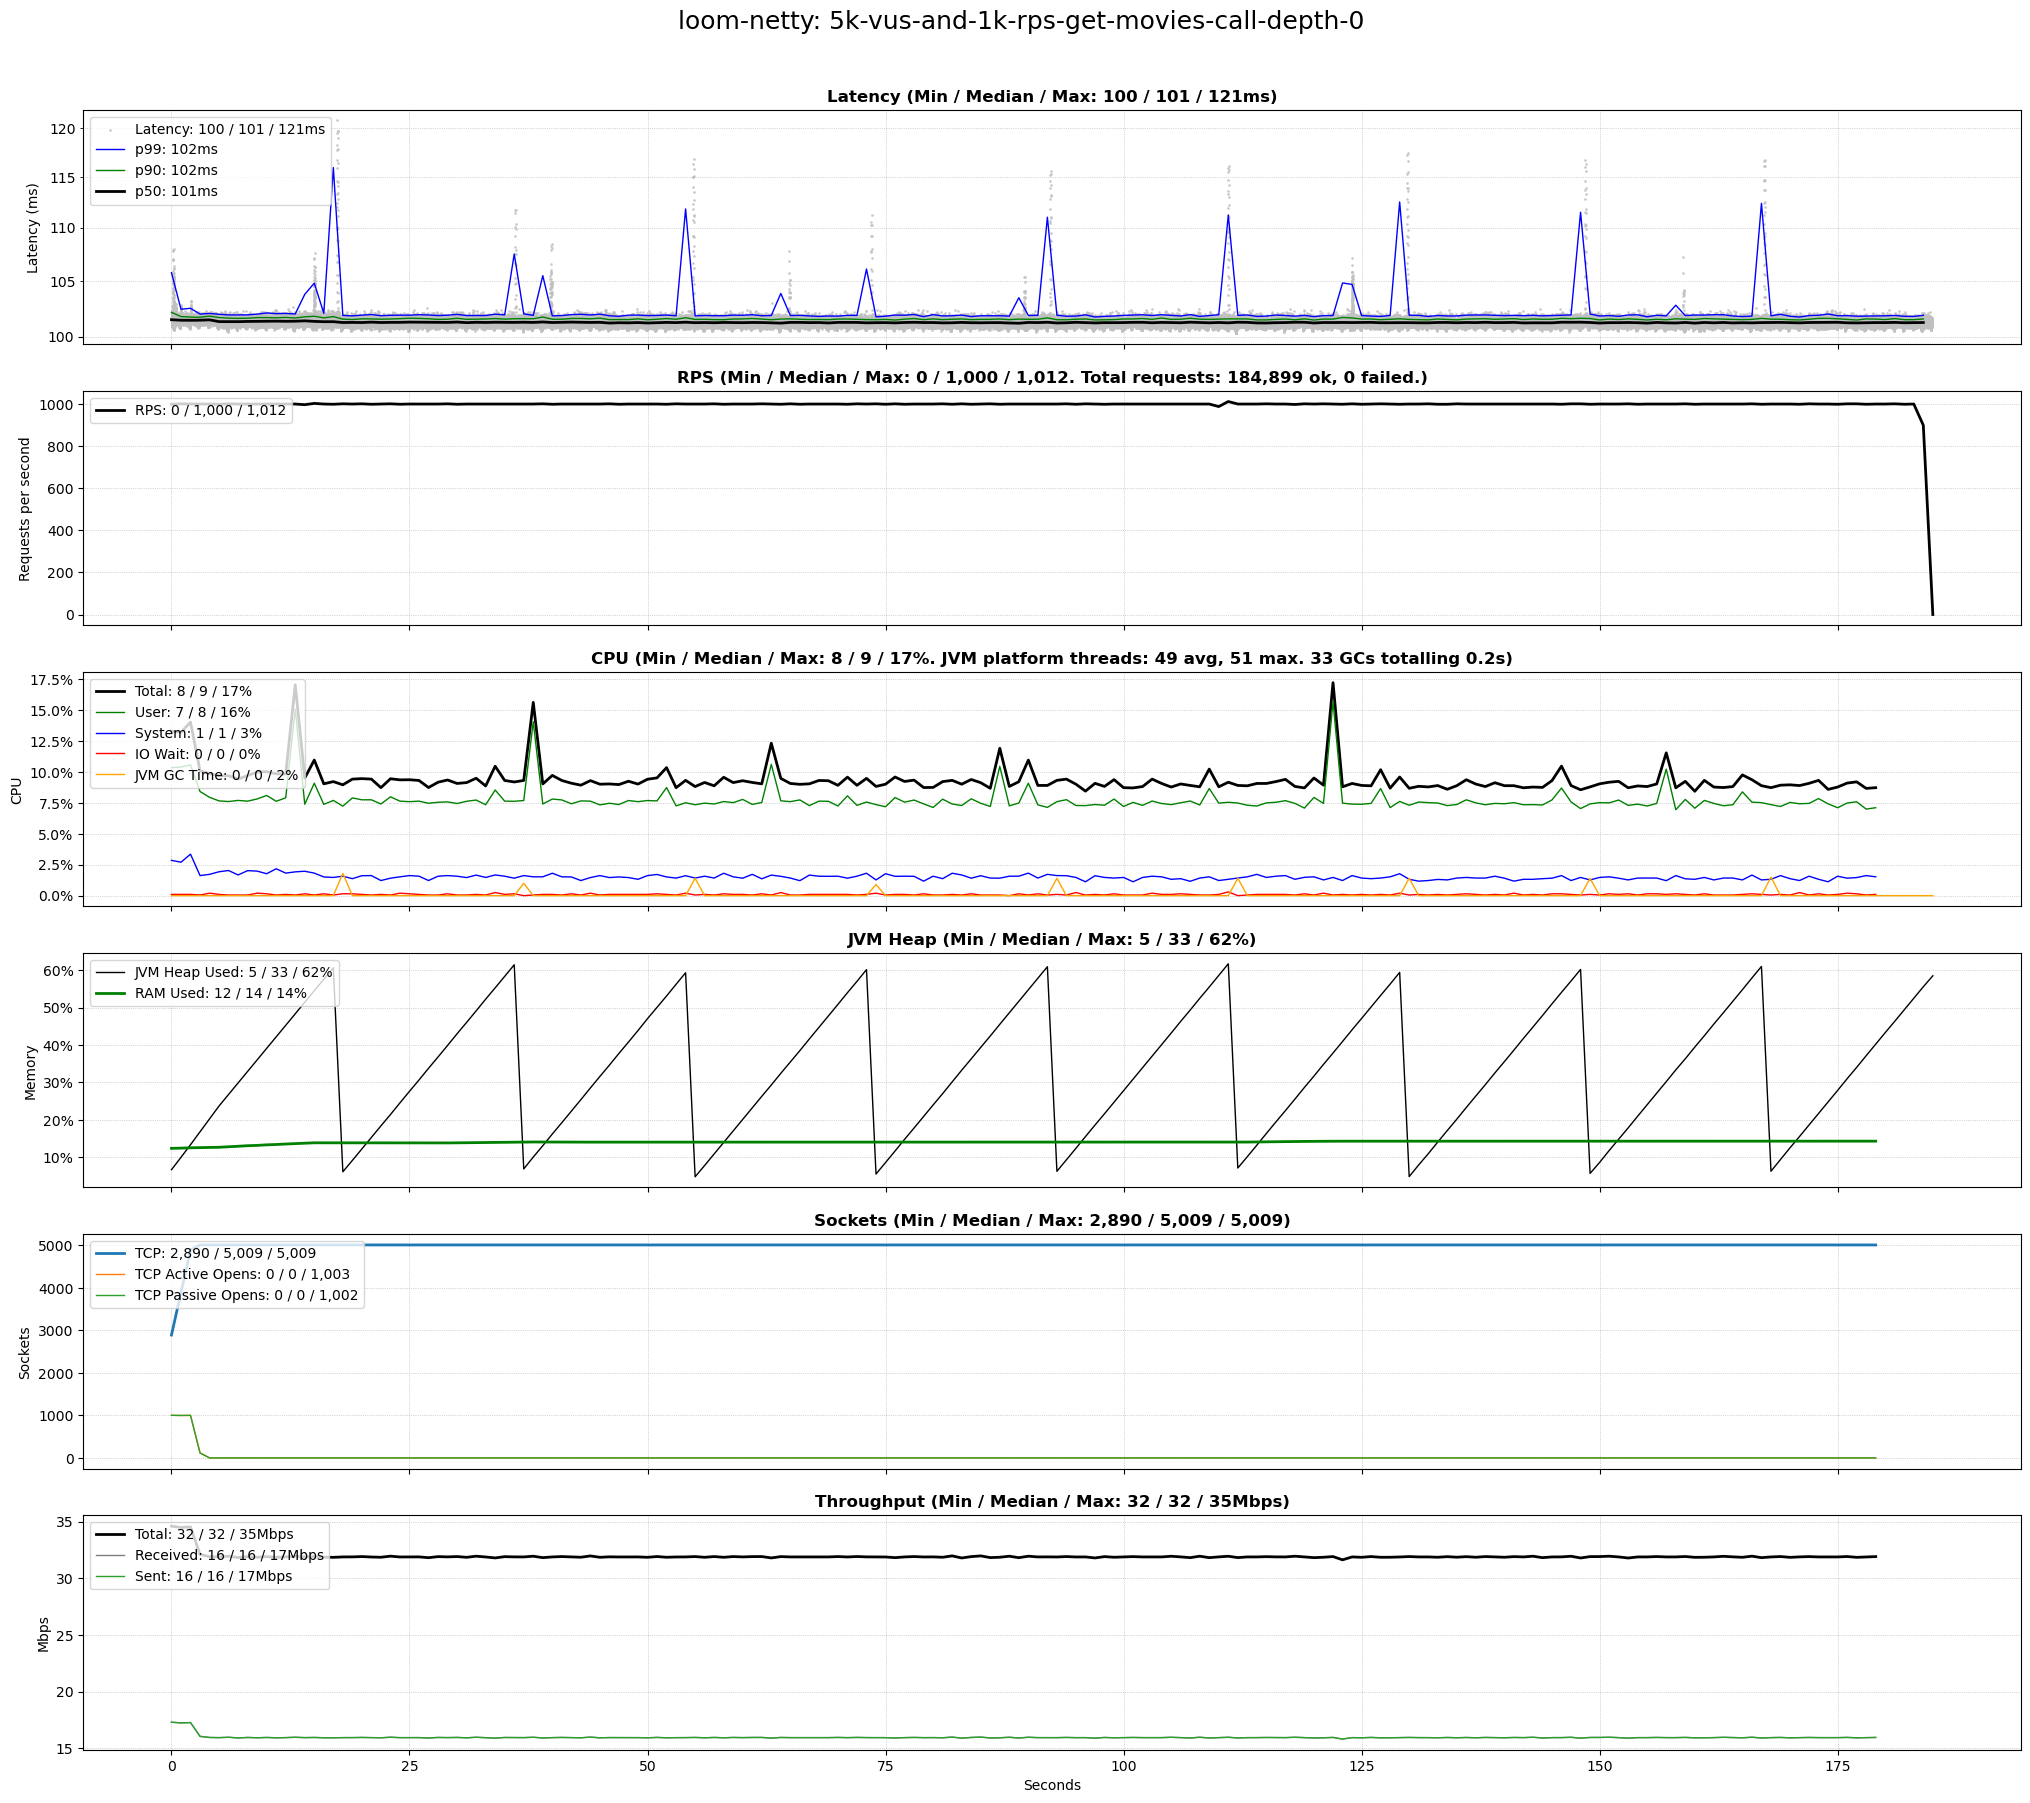 loom-netty: 5k-vus-and-1k-rps-get-movies-call-depth-0
Latency (Min / Median / Max: 100 / 101 / 121ms)
Latency (ms)
120
115
110
105
100
Latency: 100 / 101 / 121ms
p99: 102ms
p90: 102ms
p50: 101ms
RPS (Min / Median / Max: 0 / 1,000 / 1,012. Total requests: 184,899 ok, 0 failed.)
Requests per second
1000
800
600
400
200
0
RPS: 0 / 1,000 / 1,012
CPU (Min / Median / Max: 8 / 9 / 17%. JVM platform threads: 49 avg, 51 max. 33 GCs totalling 0.2s)
CPU
17.5%
15.0%
12.5%
10.0%
7.5%
5.0%
2.5%
0.0%
Total: 8 / 9 / 17%
User: 7 / 8 / 16%
System: 1 / 1 / 3%
IO Wait: 0 / 0 / 0%
JVM GC Time: 0 / 0 / 2%
JVM Heap (Min / Median / Max: 5 / 33 / 62%)
Memory
60%
50%
40%
30%
20%
10%
JVM Heap Used: 5 / 33 / 62%
RAM Used: 12 / 14 / 14%
Sockets (Min / Median / Max: 2,890 / 5,009 / 5,009)
Sockets
5000
4000
3000
2000
1000
0
TCP: 2,890 / 5,009 / 5,009
TCP Active Opens: 0 / 0 / 1,003
TCP Passive Opens: 0 / 0 / 1,002
Throughput (Min / Median / Max: 32 / 32 / 35Mbps)
Mbps
35
30
25
20
15
Total: 32 / 32 / 35Mbps
Received: 16 / 16 / 17Mbps
Sent: 16 / 16 / 17Mbps
0 25 50 75 100 125 150 175
Seconds